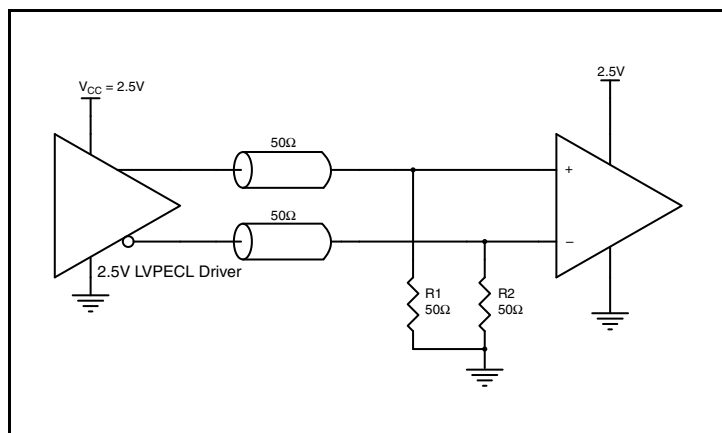 V_CC = 2.5V
2.5V
50Ω
+
50Ω
−
2.5V LVPECL Driver
R1
50Ω
R2
50Ω